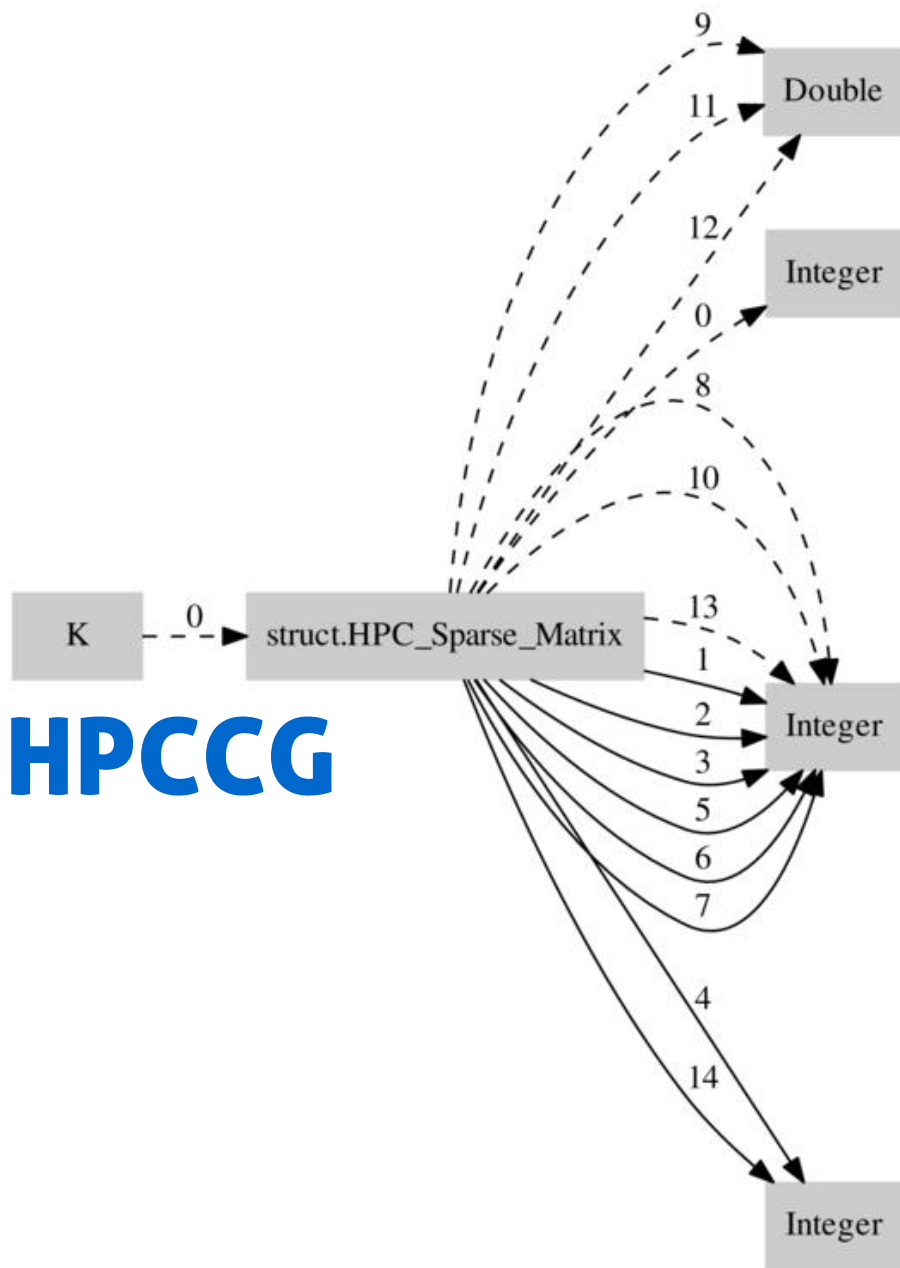 9
Double
11
12
Integer
0
8
10
13
0
K
struct.HPC_Sparse_Matrix
1
2
Integer
HPCCG
3
5
6
7
4
14
Integer